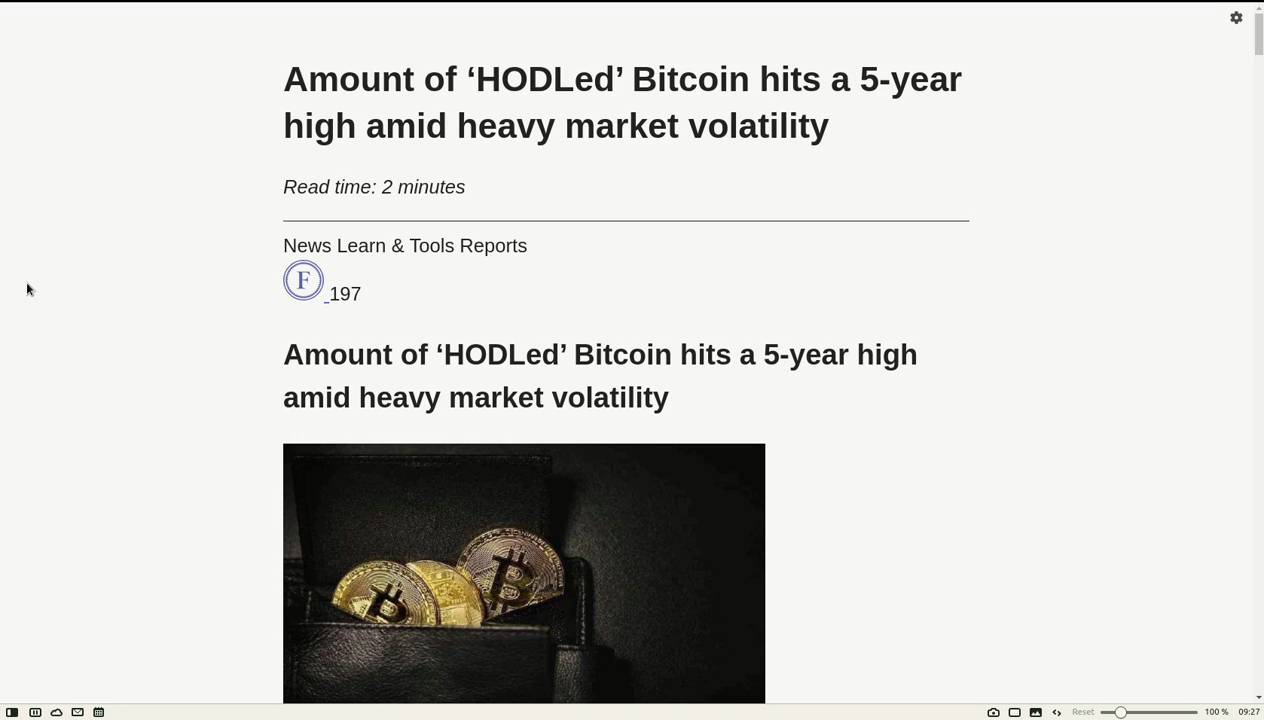 Amount of ‘HODLed’ Bitcoin hits a 5-year
high amid heavy market volatility
Read time: 2 minutes
News Learn & Tools Reports
F 197
Amount of ‘HODLed’ Bitcoin hits a 5-year high
amid heavy market volatility
Reset 100 % 09:27